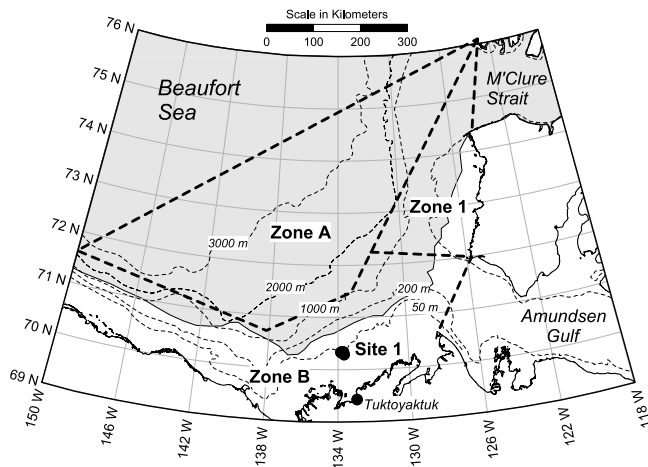 Scale in Kilometers
0 100 200 300
76 N
75 N
74 N
73 N
72 N
71 N
70 N
69 N
Beaufort
Sea
M'Clure
Strait
Zone 1
Zone A
3000 m
2000 m
1000 m
200 m
50 m
Amundsen
Gulf
Site 1
Zone B
Tuktoyaktuk
150 W
146 W
142 W
138 W
134 W
130 W
126 W
122 W
118 W